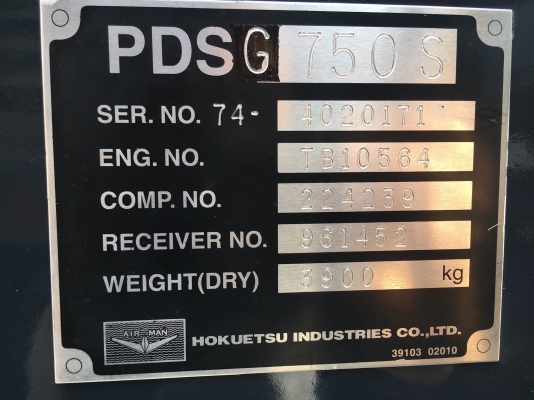 PDSG 750 S
SER. NO. 74- 4020171
ENG. NO. TB10564
COMP. NO. 224239
RECEIVER NO. 961452
WEIGHT(DRY) 3900 kg
AIR MAN HOKUETSU INDUSTRIES CO.,LTD.
39103 02010